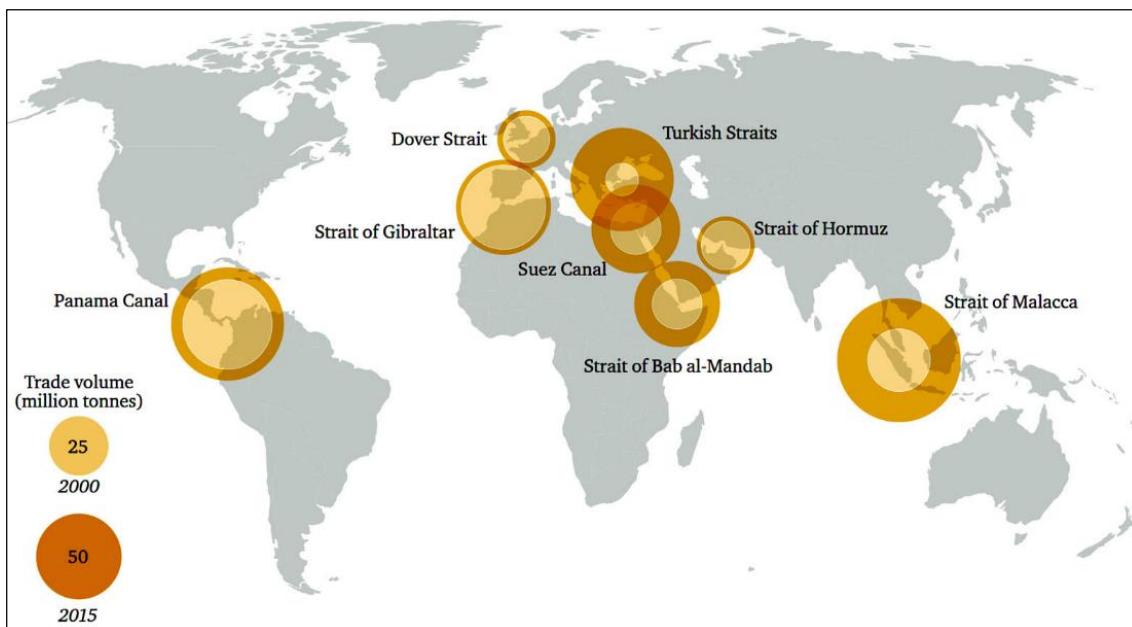 Dover Strait
Turkish Straits
Strait of Gibraltar
Strait of Hormuz
Suez Canal
Panama Canal
Strait of Malacca
Strait of Bab al-Mandab
Trade volume
(million tonnes)
25
2000
50
2015